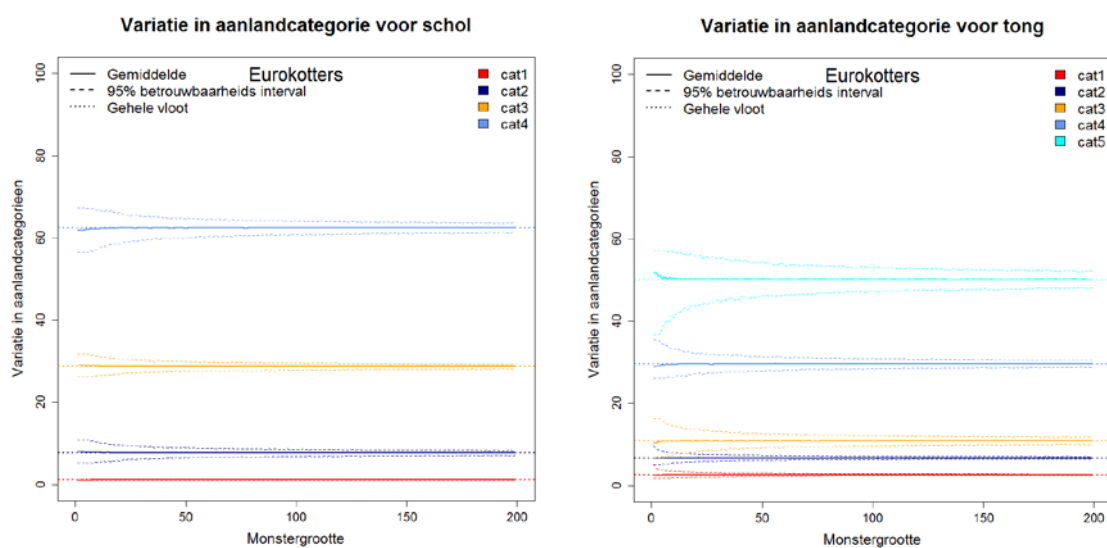 Variatie in aanlandcategorie voor schol
Gemiddelde
95% betrouwbaarheids interval
Gehele vloot
Eurokotters
cat1
cat2
cat3
cat4
Variatie in aanlandcategorieen
100
80
60
40
20
0
0 50 100 150 200
Monstergrootte
Variatie in aanlandcategorie voor tong
Gemiddelde
95% betrouwbaarheids interval
Gehele vloot
Eurokotters
cat1
cat2
cat3
cat4
cat5
Variatie in aanlandcategorieen
100
80
60
40
20
0
0 50 100 150 200
Monstergrootte